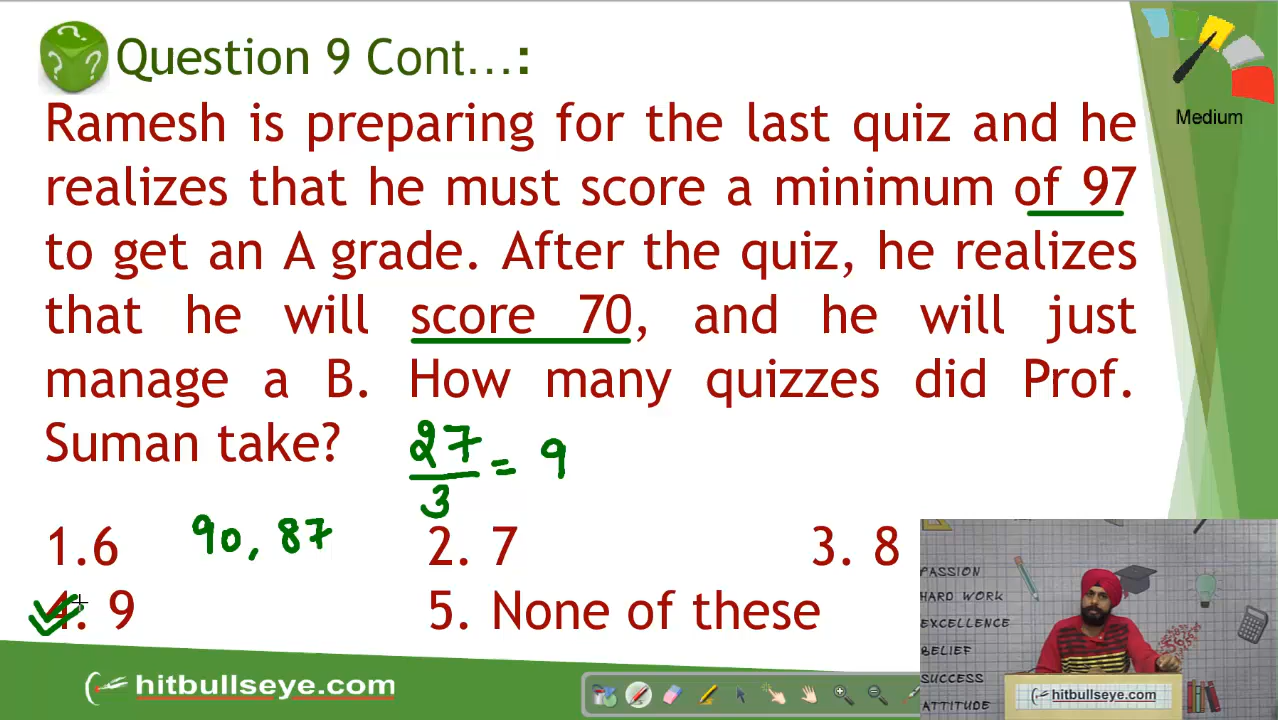 Question 9 Cont...:
Medium
Ramesh is preparing for the last quiz and he
realizes that he must score a minimum of 97
to get an A grade. After the quiz, he realizes
that he will score 70, and he will just
manage a B. How many quizzes did Prof.
Suman take?
27/3 = 9
1.6
90, 87
2. 7
3. 8
4. 9
5. None of these
PASSION
HARD WORK
EXCELLENCE
BELIEF
SUCCESS
ATTITUDE
hitbullseye.com
hitbullseye.com